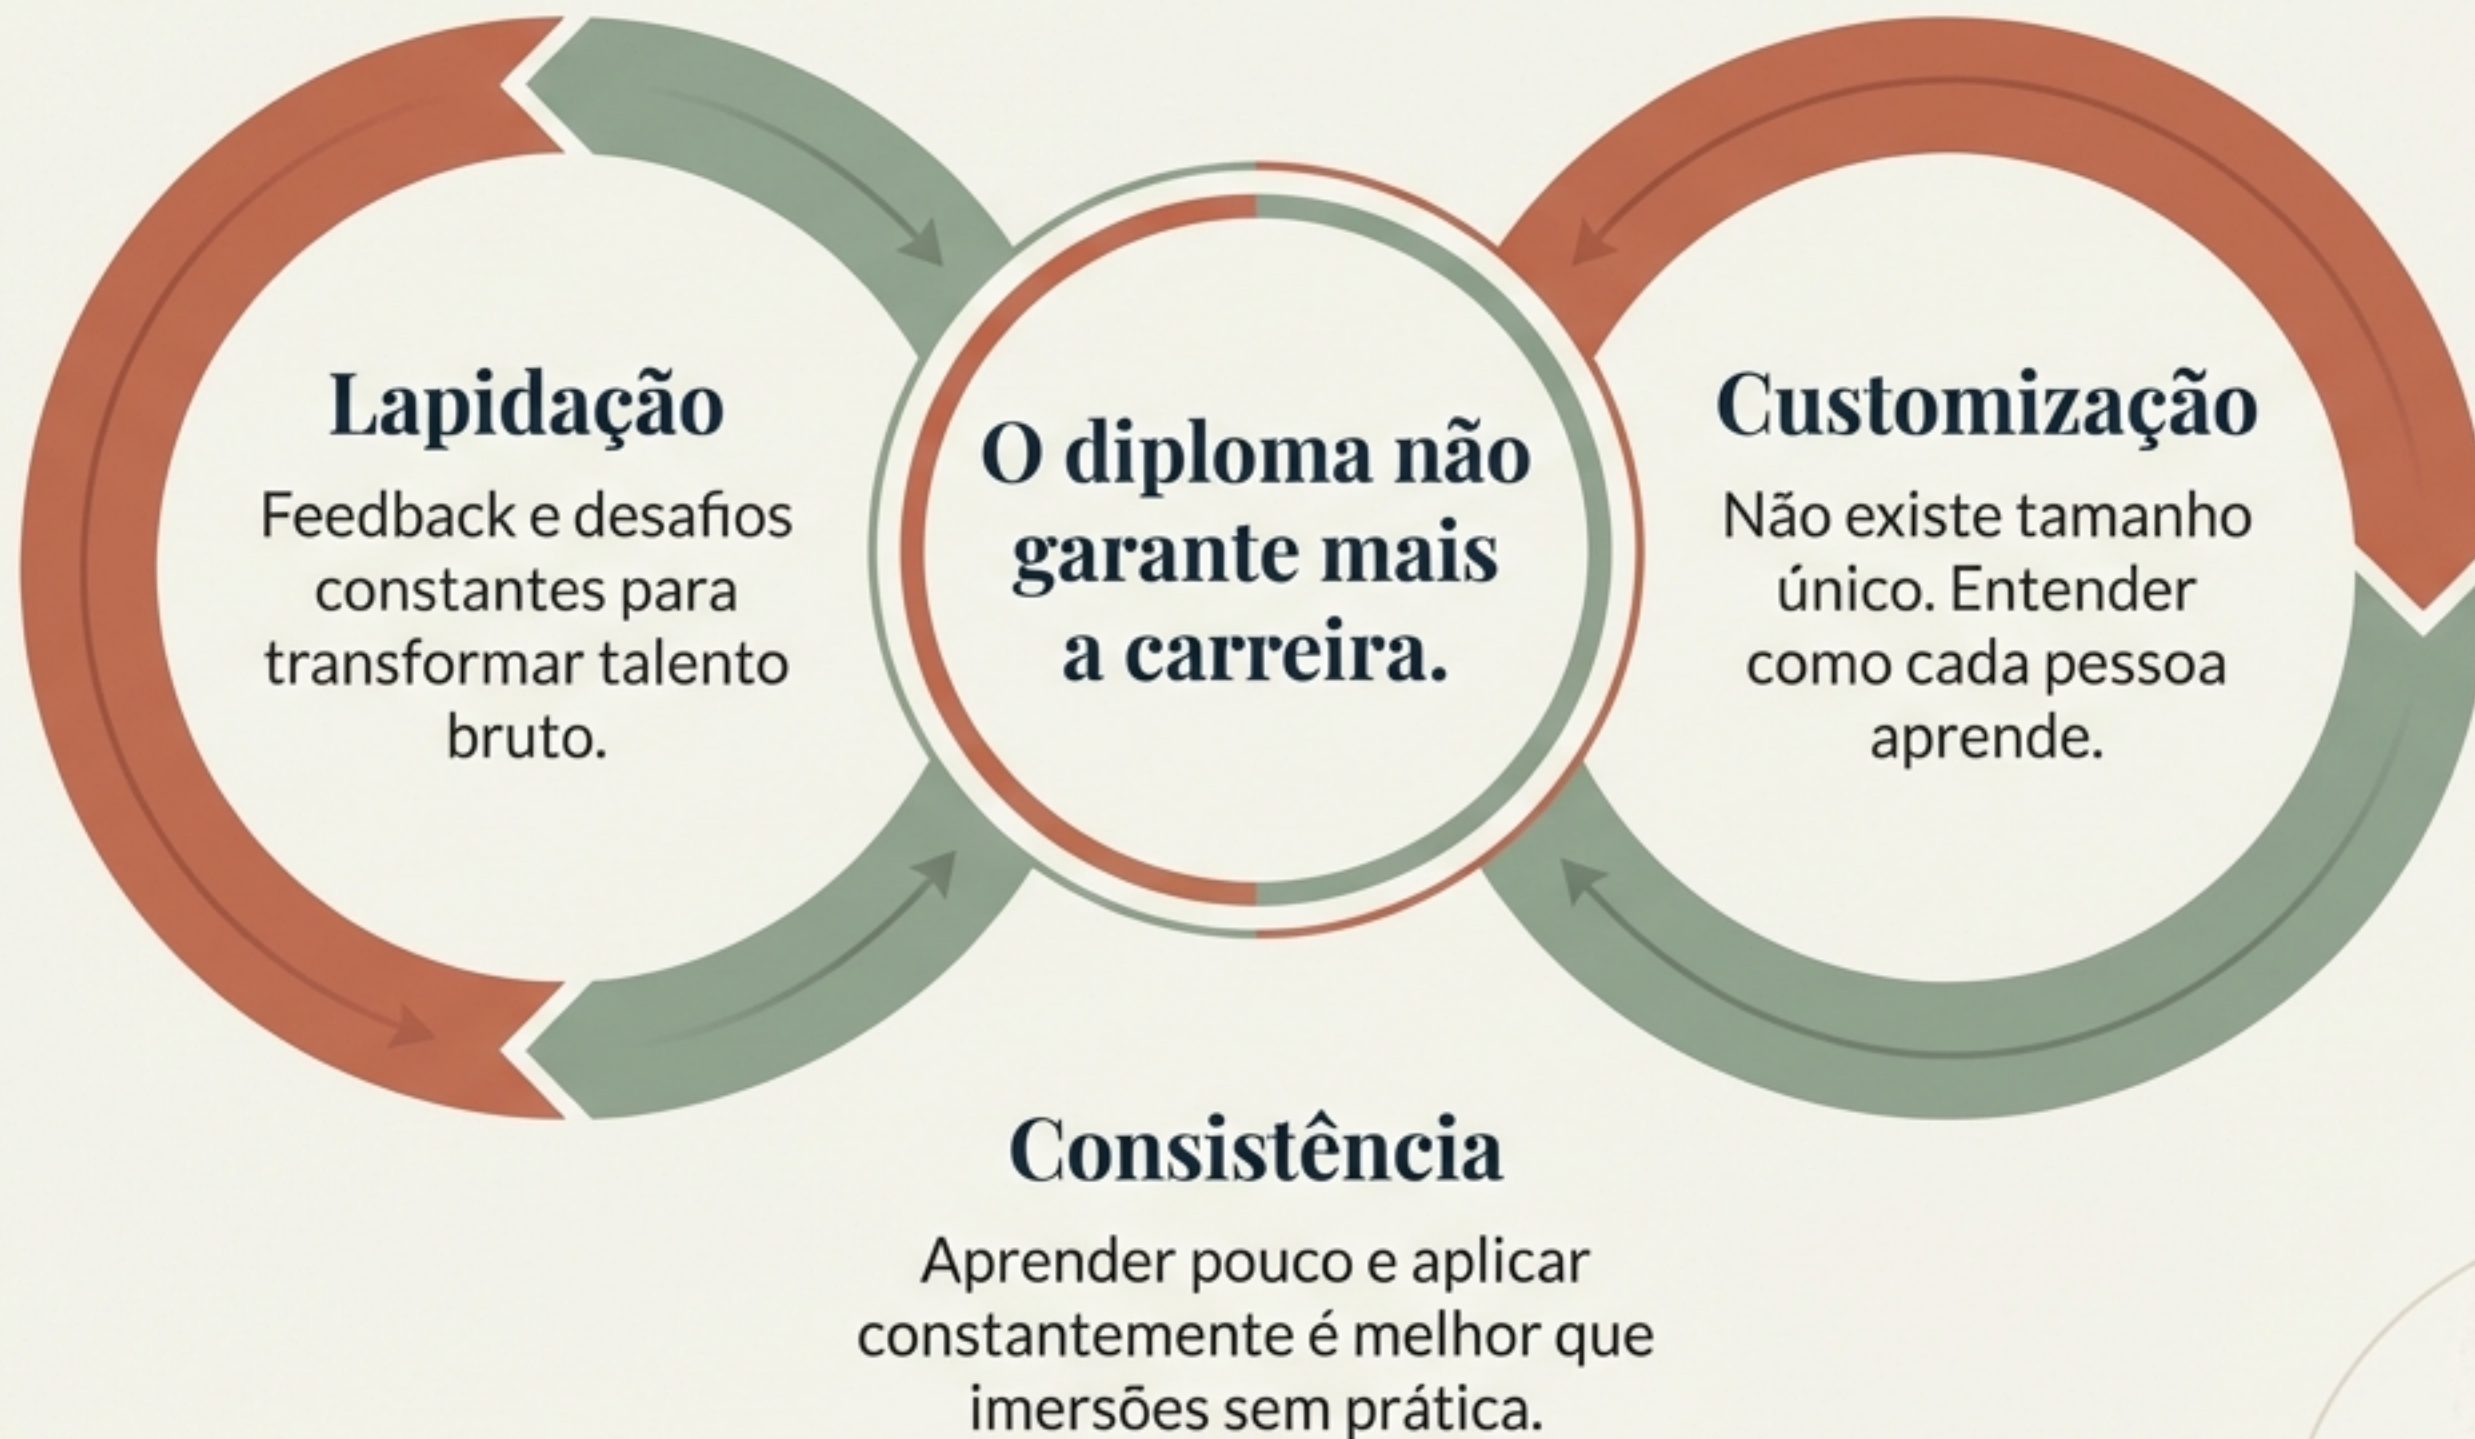 Lapidação
Feedback e desafios
constantes para
transformar talento
bruto.
O diploma não
garante mais
a carreira.
Customização
Não existe tamanho
único. Entender
como cada pessoa
aprende.
Consistência
Aprender pouco e aplicar
constantemente é melhor que
imersões sem prática.